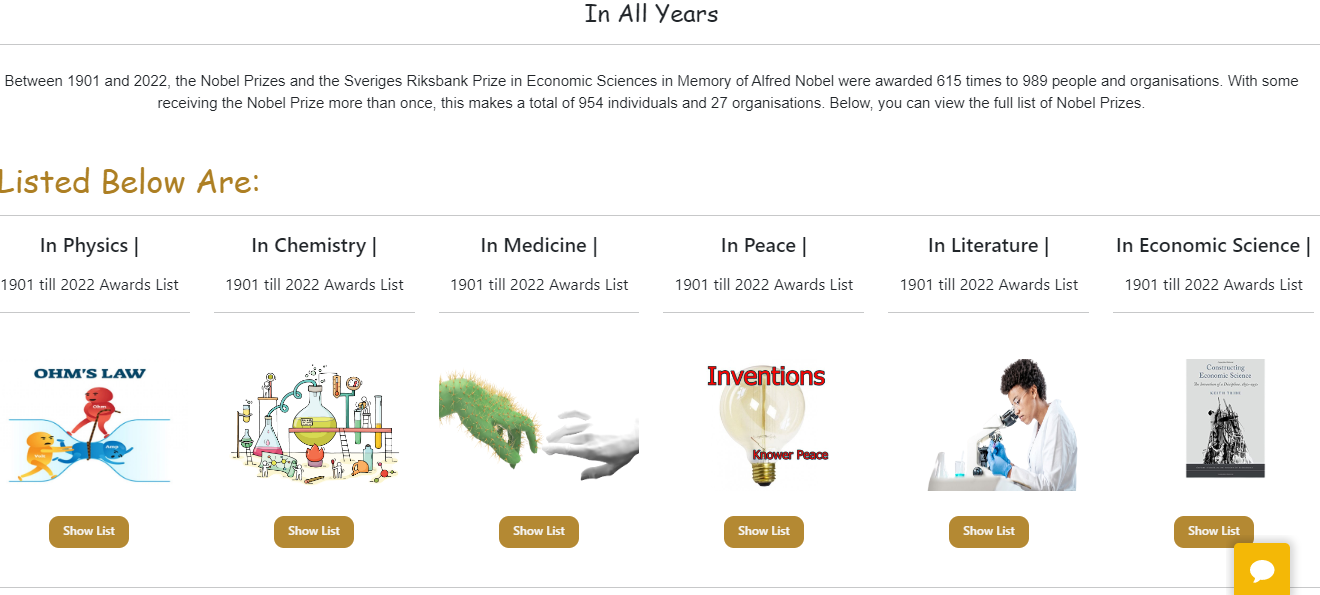 In All Years
Between 1901 and 2022, the Nobel Prizes and the Sveriges Riksbank Prize in Economic Sciences in Memory of Alfred Nobel were awarded 615 times to 989 people and organisations. With some
receiving the Nobel Prize more than once, this makes a total of 954 individuals and 27 organisations. Below, you can view the full list of Nobel Prizes.
Listed Below Are:
In Physics |
1901 till 2022 Awards List
OHM'S LAW
Ohm
Amp
Show List
In Chemistry |
1901 till 2022 Awards List
Show List
In Medicine |
1901 till 2022 Awards List
Show List
In Peace |
1901 till 2022 Awards List
Inventions
Knower Peace
Show List
In Literature |
1901 till 2022 Awards List
Show List
In Economic Science |
1901 till 2022 Awards List
Constructing
Economic Science
Show List